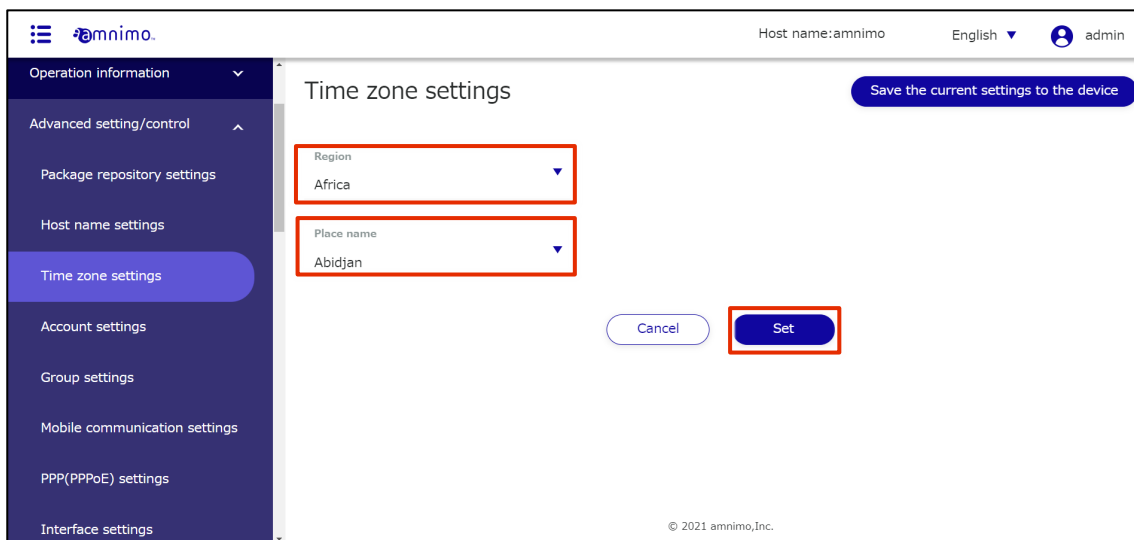 amnimo
Host name:amnimo
English
admin
Operation information
Advanced setting/control
Package repository settings
Host name settings
Time zone settings
Account settings
Group settings
Mobile communication settings
PPP(PPPoE) settings
Interface settings
Time zone settings
Save the current settings to the device
Region
Africa
Place name
Abidjan
Cancel
Set
© 2021 amnimo,Inc.